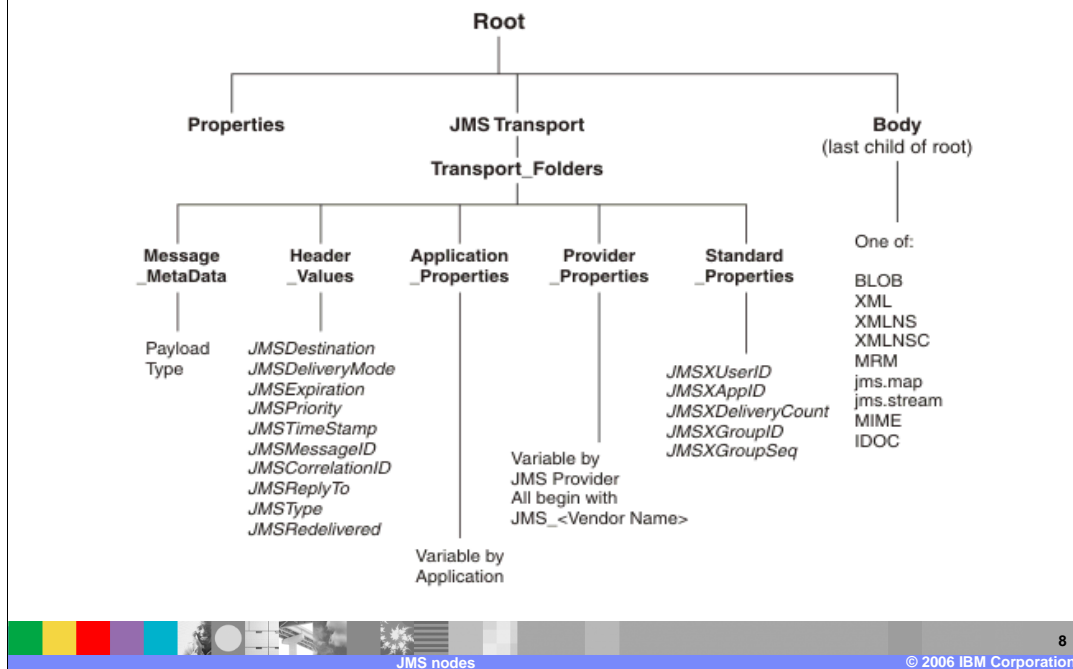 Root
Properties
JMS Transport
Body
(last child of root)
Transport_Folders
Message
_MetaData
Header
_Values
Application
_Properties
Provider
_Properties
Standard
_Properties
One of:
BLOB
XML
XMLNS
XMLNSC
MRM
jms.map
jms.stream
MIME
IDOC
Payload
Type
JMSDestination
JMSDeliveryMode
JMSExpiration
JMSPriority
JMSTimeStamp
JMSMessageID
JMSCorrelationID
JMSReplyTo
JMSType
JMSRedelivered
Variable by
Application
Variable by
JMS Provider
All begin with
JMS_<Vendor Name>
JMSXUserID
JMSXAppID
JMSXDeliveryCount
JMSXGroupID
JMSXGroupSeq
8
JMS nodes
© 2006 IBM Corporation